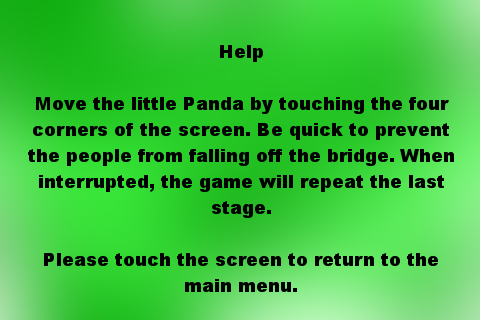 Help
Move the little Panda by touching the four
corners of the screen. Be quick to prevent
the people from falling off the bridge. When
interrupted, the game will repeat the last
stage.
Please touch the screen to return to the
main menu.